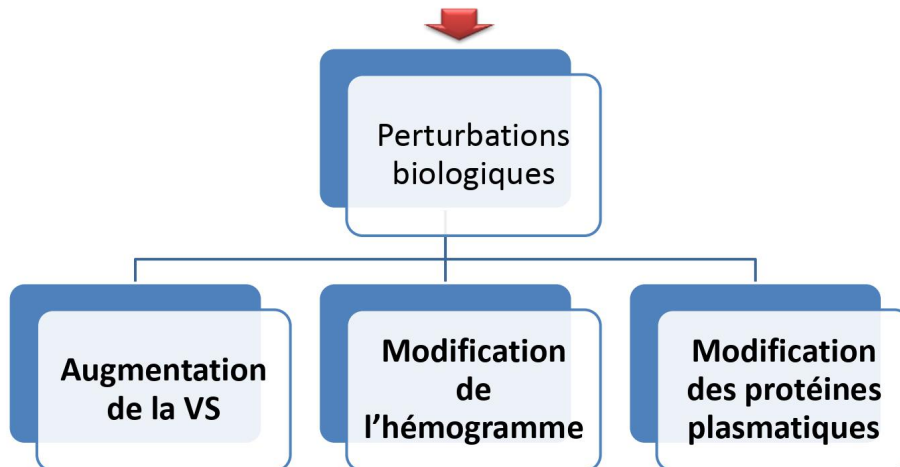 Perturbations
biologiques
Augmentation
de la VS
Modification
de
l’hémogramme
Modification
des protéines
plasmatiques